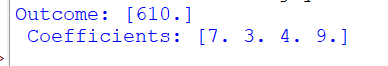 Outcome: [610.]
Coefficients: [7. 3. 4. 9.]
>